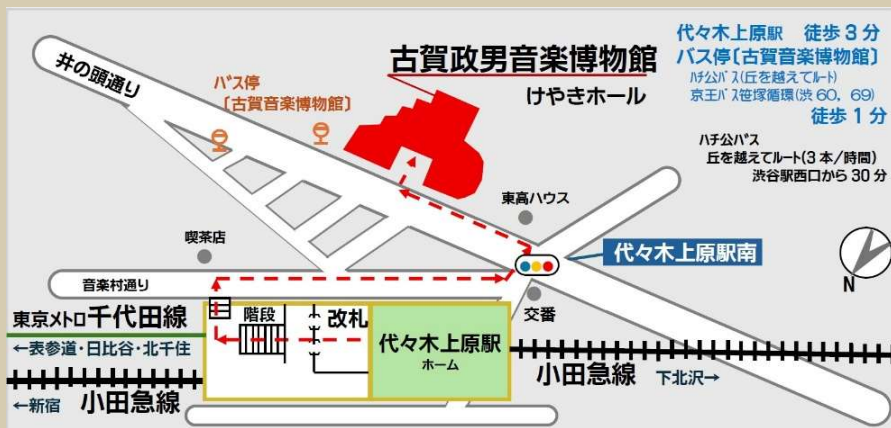 代々木上原駅 徒歩3分
バス停〔古賀音楽博物館〕
ハチ公バス(丘を越えてルート)
京王バス笹塚循環(渋60, 69)
徒歩1分
ハチ公バス
丘を越えてルート(3本/時間)
渋谷駅西口から30分
古賀政男音楽博物館
けやきホール
井の頭通り
バス停
〔古賀音楽博物館〕
東高ハウス
喫茶店
代々木上原駅南
N
音楽村通り
交番
東京メトロ千代田線
←表参道・日比谷・北千住
階段
改札
代々木上原駅
ホーム
小田急線
下北沢→
←新宿
小田急線